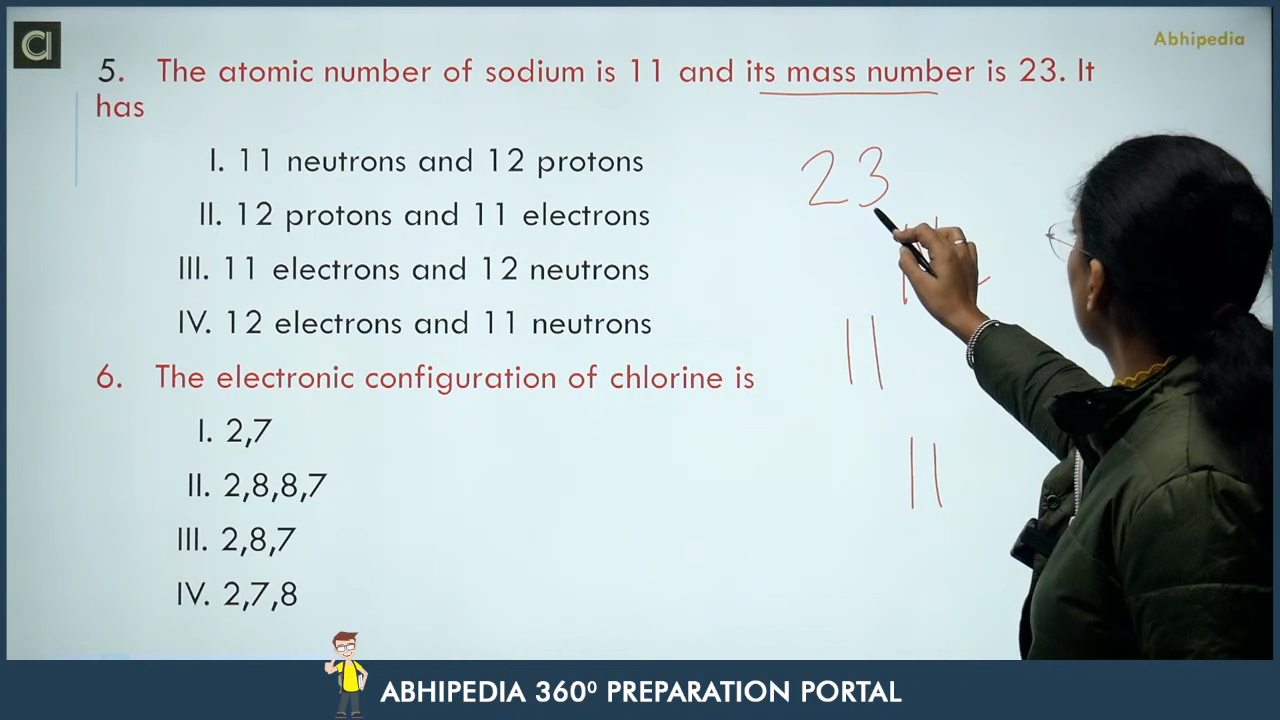 Abhipedia
5. The atomic number of sodium is 11 and its mass number is 23. It
has
I. 11 neutrons and 12 protons
II. 12 protons and 11 electrons
III. 11 electrons and 12 neutrons
IV. 12 electrons and 11 neutrons
6. The electronic configuration of chlorine is
I. 2,7
II. 2,8,8,7
III. 2,8,7
IV. 2,7,8
23
11
11
ABHIPEDIA 360⁰ PREPARATION PORTAL